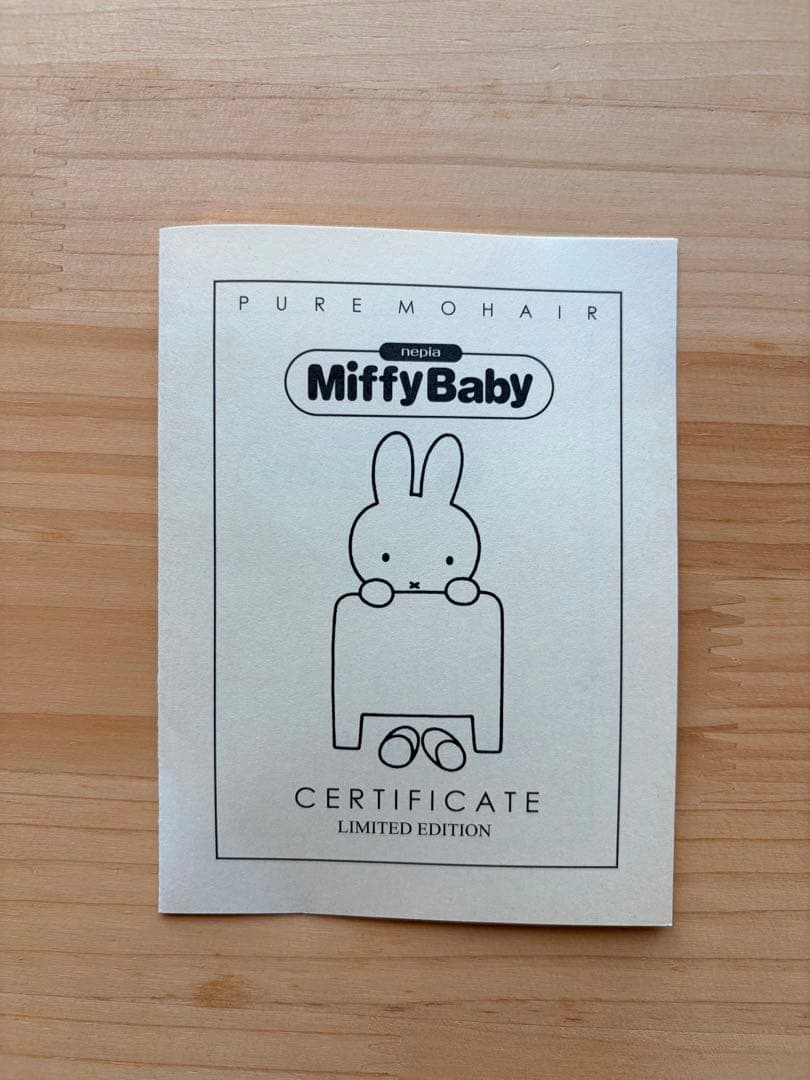 PURE MOHAIR
nepia
MiffyBaby
CERTIFICATE
LIMITED EDITION